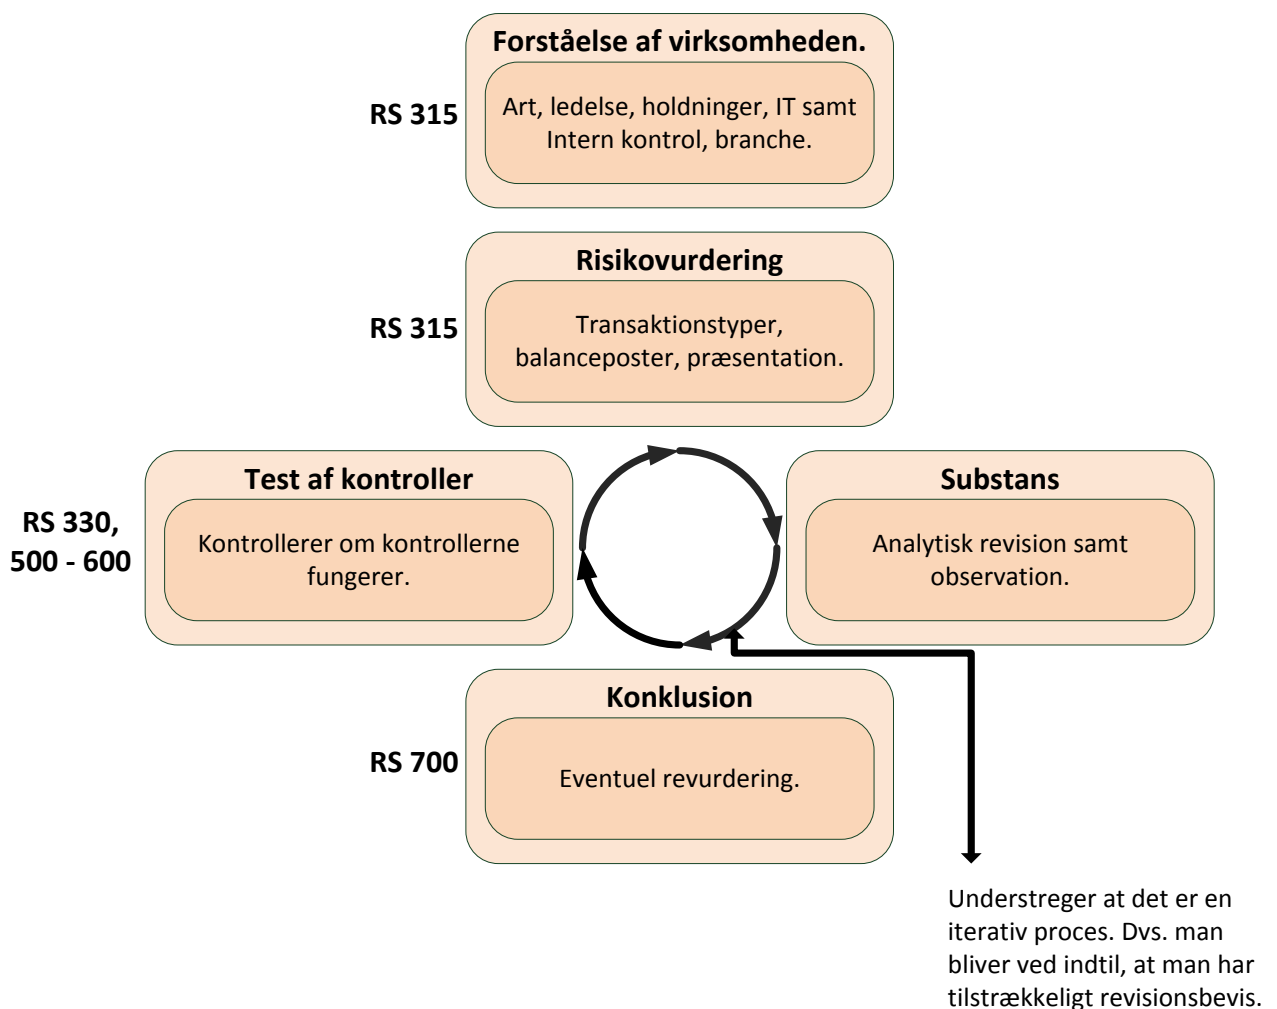 Forståelse af virksomheden.
RS 315
Art, ledelse, holdninger, IT samt
Intern kontrol, branche.
Risikovurdering
RS 315
Transaktionstyper,
balanceposter, præsentation.
Test af kontroller
RS 330,
500 - 600
Kontrollerer om kontrollerne
fungerer.
Substans
Analytisk revision samt
observation.
Konklusion
RS 700
Eventuel revurdering.
Understreger at det er en
iterativ proces. Dvs. man
bliver ved indtil, at man har
tilstrækkeligt revisionsbevis.